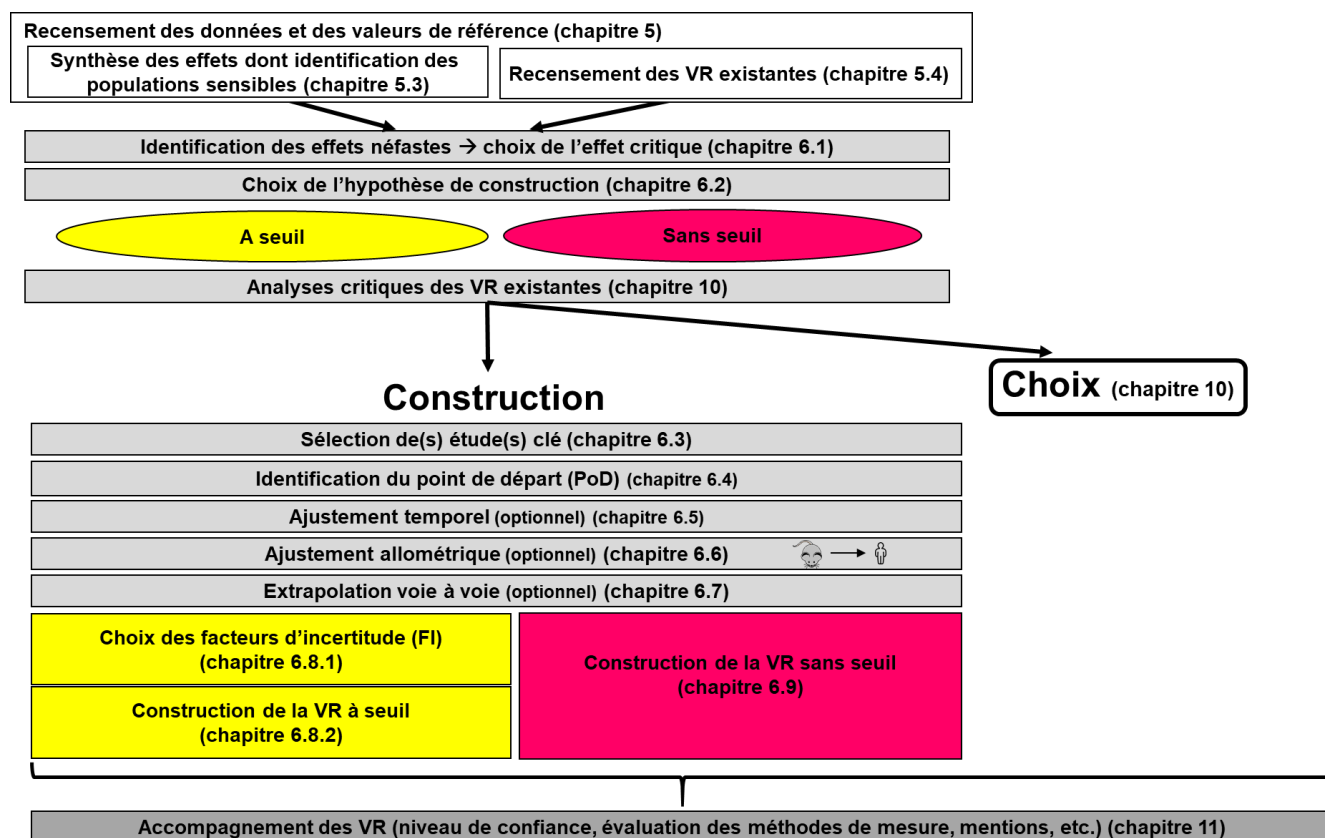 Recensement des données et des valeurs de référence (chapitre 5)
Synthèse des effets dont identification des
populations sensibles (chapitre 5.3)
Recensement des VR existantes (chapitre 5.4)
Identification des effets néfastes → choix de l’effet critique (chapitre 6.1)
Choix de l’hypothèse de construction (chapitre 6.2)
A seuil
Sans seuil
Analyses critiques des VR existantes (chapitre 10)
Choix (chapitre 10)
Construction
Sélection de(s) étude(s) clé (chapitre 6.3)
Identification du point de départ (PoD) (chapitre 6.4)
Ajustement temporel (optionnel) (chapitre 6.5)
Ajustement allométrique (optionnel) (chapitre 6.6)
Extrapolation voie à voie (optionnel) (chapitre 6.7)
Choix des facteurs d’incertitude (FI)
(chapitre 6.8.1)
Construction de la VR à seuil
(chapitre 6.8.2)
Construction de la VR sans seuil
(chapitre 6.9)
Accompagnement des VR (niveau de confiance, évaluation des méthodes de mesure, mentions, etc.) (chapitre 11)